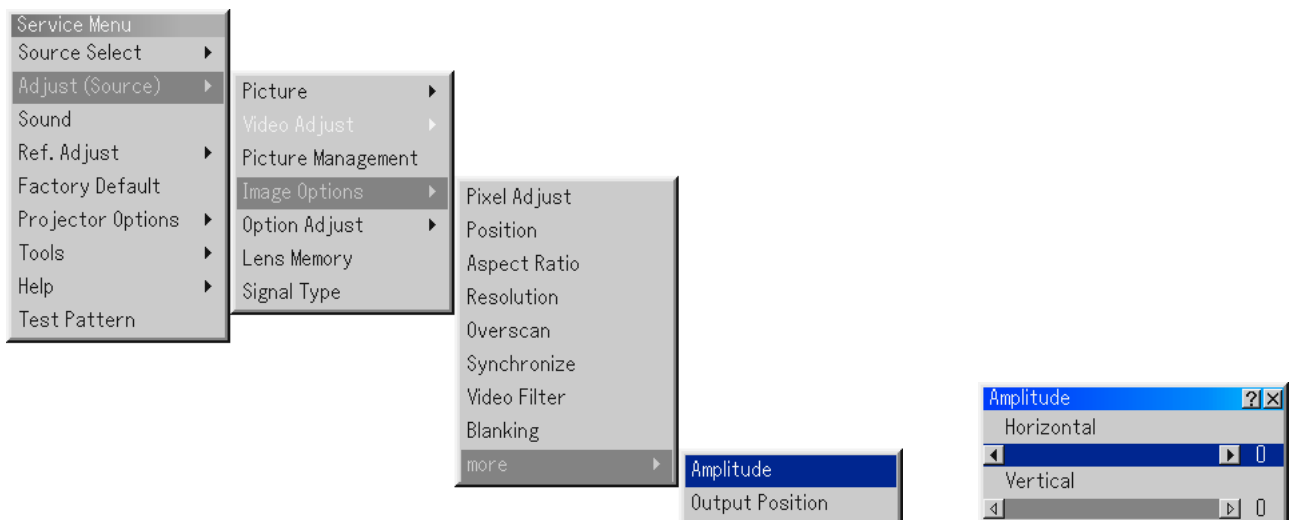 Service Menu
Source Select
Adjust (Source)
Sound
Ref. Adjust
Factory Default
Projector Options
Tools
Help
Test Pattern
Picture
Video Adjust
Picture Management
Image Options
Option Adjust
Lens Memory
Signal Type
Pixel Adjust
Position
Aspect Ratio
Resolution
Overscan
Synchronize
Video Filter
Blanking
more
Amplitude
Output Position
Amplitude ?
Horizontal
0
Vertical
0